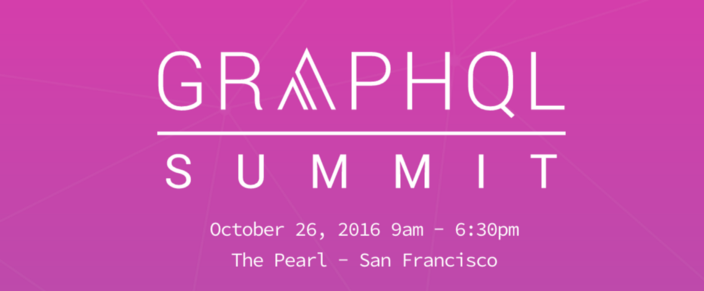 GRAPHQL
SUMMIT
October 26, 2016 9am - 6:30pm
The Pearl - San Francisco